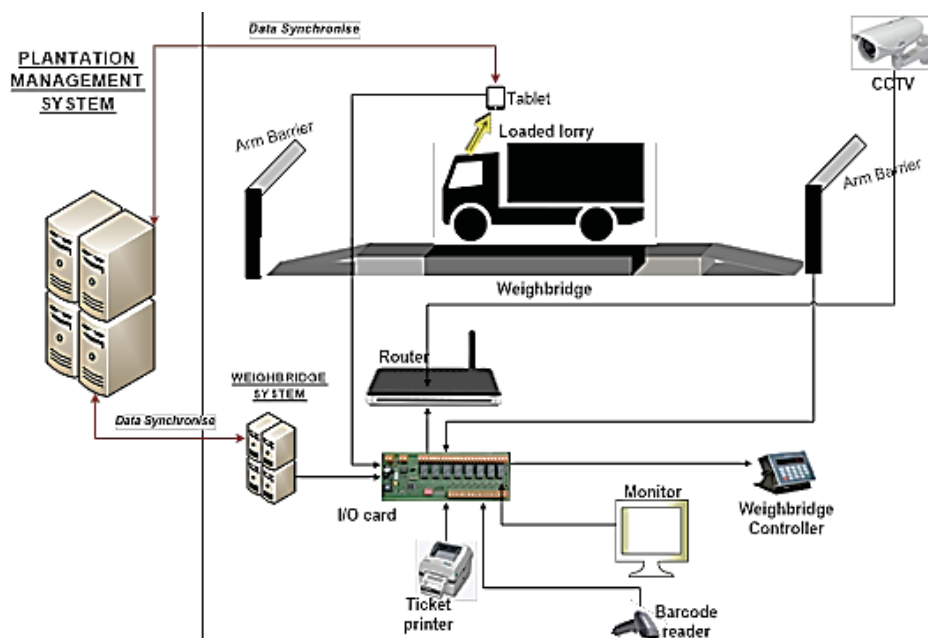 Data Synchronise
PLANTATION
MANAGEMENT
SYSTEM
CCTV
Tablet
Loaded lorry
Arm Barrier
Arm Barrier
Weighbridge
Router
WEIGHBRIDGE
SYSTEM
Data Synchronise
I/O card
Monitor
Weighbridge
Controller
Ticket
printer
Barcode
reader